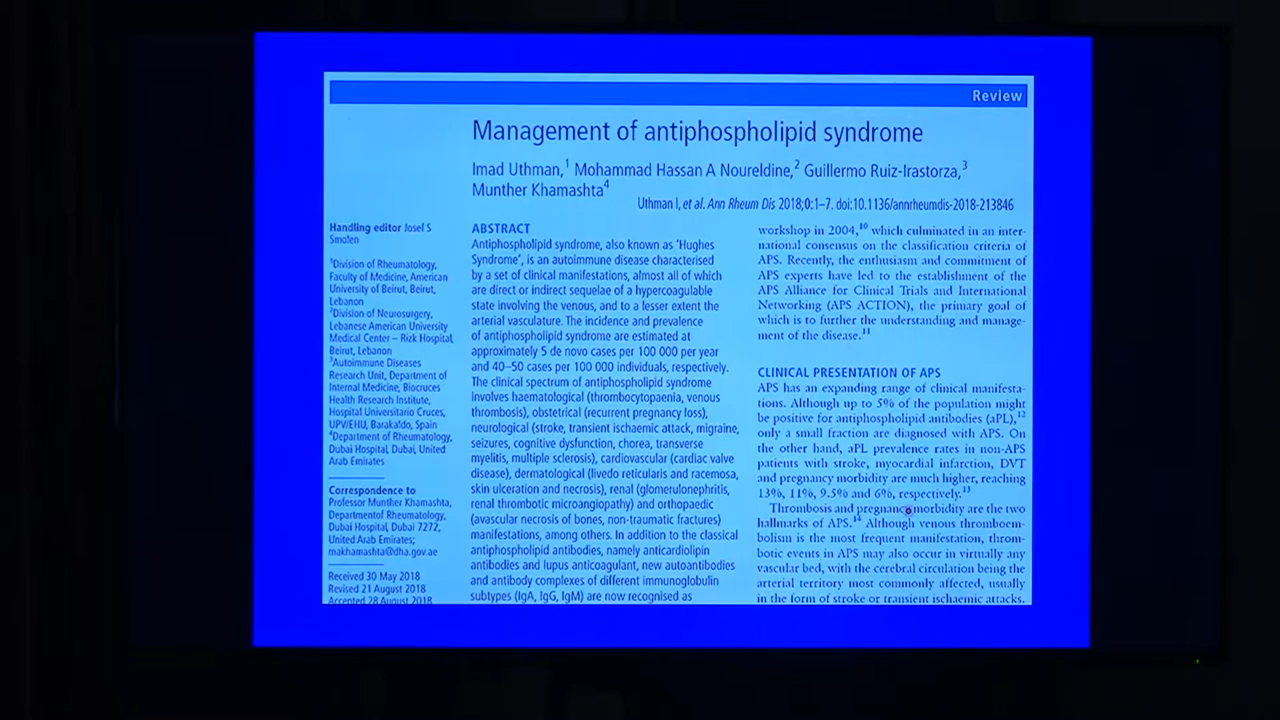 Review
Management of antiphospholipid syndrome
Imad Uthman,1 Mohammad Hassan A Noureldine,2 Guillermo Ruiz-Irastorza,3
Munther Khamashta4
Uthman I, et al. Ann Rheum Dis 2018;0:1–7. doi:10.1136/annrheumdis-2018-213846
Handling editor Josef S
Smolen
1Division of Rheumatology,
Faculty of Medicine, American
University of Beirut, Beirut,
Lebanon
2Division of Neurosurgery,
Lebanese American University
Medical Center – Rizk Hospital,
Beirut, Lebanon
3Autoimmune Diseases
Research Unit, Department of
Internal Medicine, Biocruces
Health Research Institute,
Hospital Universitario Cruces,
UPV/EHU, Barakaldo, Spain
4Department of Rheumatology,
Dubai Hospital, Dubai, United
Arab Emirates
Correspondence to
Professor Munther Khamashta,
Departmentof Rheumatology,
Dubai Hospital, Dubai 7272,
United Arab Emirates;
makhamashta@dha.gov.ae
Received 30 May 2018
Revised 21 August 2018
Accepted 28 August 2018
ABSTRACT
Antiphospholipid syndrome, also known as ‘Hughes
Syndrome’, is an autoimmune disease characterised
by a set of clinical manifestations, almost all of which
are direct or indirect sequelae of a hypercoagulable
state involving the venous, and to a lesser extent the
arterial vasculature. The incidence and prevalence
of antiphospholipid syndrome are estimated at
approximately 5 de novo cases per 100 000 per year
and 40–50 cases per 100 000 individuals, respectively.
The clinical spectrum of antiphospholipid syndrome
involves haematological (thrombocytopaenia, venous
thrombosis), obstetrical (recurrent pregnancy loss),
neurological (stroke, transient ischaemic attack, migraine,
seizures, cognitive dysfunction, chorea, transverse
myelitis, multiple sclerosis), cardiovascular (cardiac valve
disease), dermatological (livedo reticularis and racemosa,
skin ulceration and necrosis), renal (glomerulonephritis,
renal thrombotic microangiopathy) and orthopaedic
(avascular necrosis of bones, non-traumatic fractures)
manifestations, among others. In addition to the classical
antiphospholipid antibodies, namely anticardiolipin
antibodies and lupus anticoagulant, new autoantibodies
and antibody complexes of different immunoglobulin
subtypes (IgA, IgG, IgM) are now recognised as
workshop in 2004,10 which culminated in an inter-
national consensus on the classification criteria of
APS. Recently, the enthusiasm and commitment of
APS experts have led to the establishment of the
APS Alliance for Clinical Trials and International
Networking (APS ACTION), the primary goal of
which is to further the understanding and manage-
ment of the disease.11
CLINICAL PRESENTATION OF APS
APS has an expanding range of clinical manifesta-
tions. Although up to 5% of the population might
be positive for antiphospholipid antibodies (aPL),12
only a small fraction are diagnosed with APS. On
the other hand, aPL prevalence rates in non-APS
patients with stroke, myocardial infarction, DVT
and pregnancy morbidity are much higher, reaching
13%, 11%, 9.5% and 6%, respectively.13
Thrombosis and pregnancy morbidity are the two
hallmarks of APS.14 Although venous thromboem-
bolism is the most frequent manifestation, throm-
botic events in APS may also occur in virtually any
vascular bed, with the cerebral circulation being the
arterial territory most commonly affected, usually
in the form of stroke or transient ischaemic attacks.